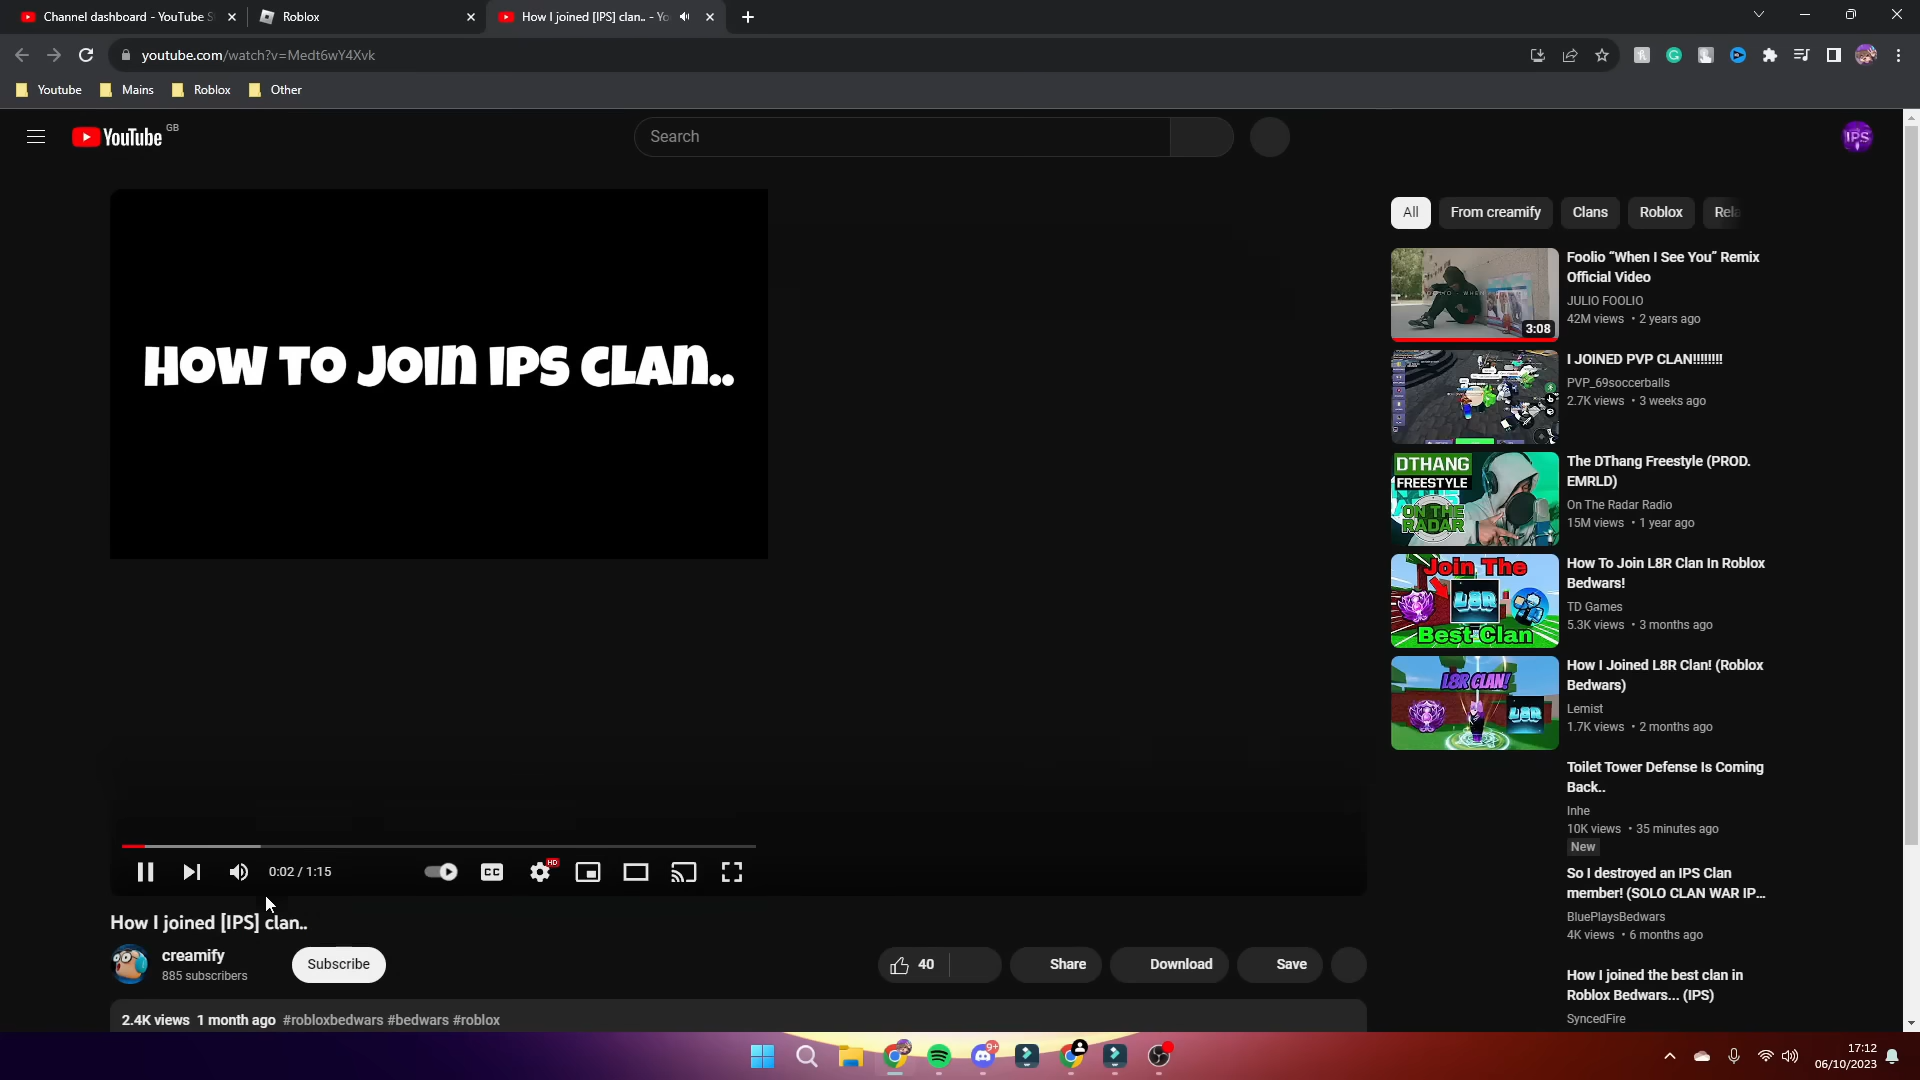 Channel dashboard - YouTube S
Roblox
How I joined [IPS] clan.. - Yo
youtube.com/watch?v=Medt6wY4Xvk
Youtube
Mains
Roblox
Other
YouTube
GB
Search
IPS
How to join IPS clan..
0:02 / 1:15
CC
HD
How I joined [IPS] clan..
creamify
885 subscribers
Subscribe
40
Share
Download
Save
2.4K views 1 month ago #robloxbedwars #bedwars #roblox
All
From creamify
Clans
Roblox
Rela
3:08
Foolio “When I See You” Remix
Official Video
JULIO FOOLIO
42M views • 2 years ago
I JOINED PVP CLAN!!!!!!!!
PVP_69soccerballs
2.7K views • 3 weeks ago
DTHANG
FREESTYLE
ON THE
RADAR
The DThang Freestyle (PROD.
EMRLD)
On The Radar Radio
15M views • 1 year ago
Join The
L8R
Best Clan
How To Join L8R Clan In Roblox
Bedwars!
TD Games
5.3K views • 3 months ago
L8R CLAN!
L8R
How I Joined L8R Clan! (Roblox
Bedwars)
Lemist
1.7K views • 2 months ago
Toilet Tower Defense Is Coming
Back..
Inhe
10K views • 35 minutes ago
New
So I destroyed an IPS Clan
member! (SOLO CLAN WAR IP...
BluePlaysBedwars
4K views • 6 months ago
How I joined the best clan in
Roblox Bedwars... (IPS)
SyncedFire
9+
17:12
06/10/2023